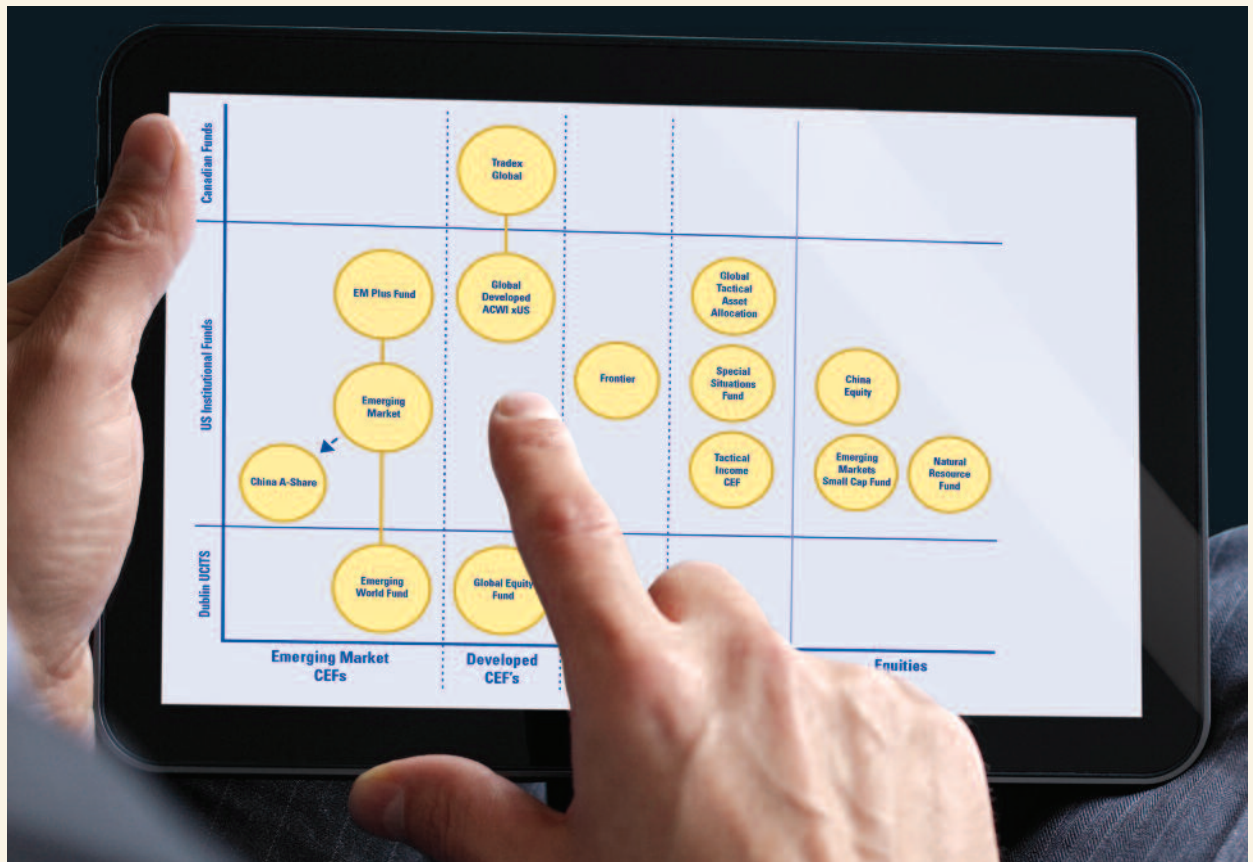 Canadian Funds
Tradex
Global
US Institutional Funds
EM Plus Fund
Global
Developed
ACWI xUS
Global
Tactical
Asset
Allocation
Emerging
Market
Frontier
Special
Situations
Fund
China
Equity
China A-Share
Tactical
Income
CEF
Emerging
Markets
Small Cap Fund
Natural
Resource
Fund
Dublin UCITS
Emerging
World Fund
Global Equity
Fund
Emerging Market
CEFs
Developed
CEF's
Equities